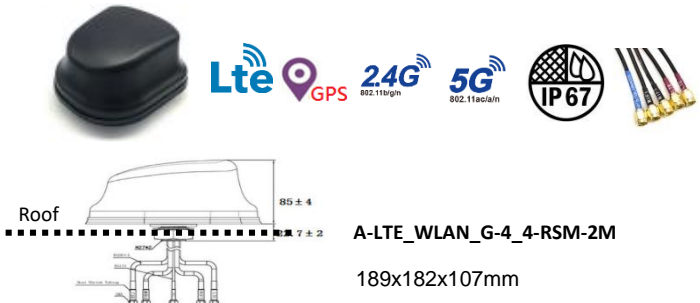 Lte
GPS
2.4G
802.11b/g/n
5G
802.11ac/a/n
IP 67
85±4
Roof
7±2
A-LTE_WLAN_G-4_4-RSM-2M
189x182x107mm